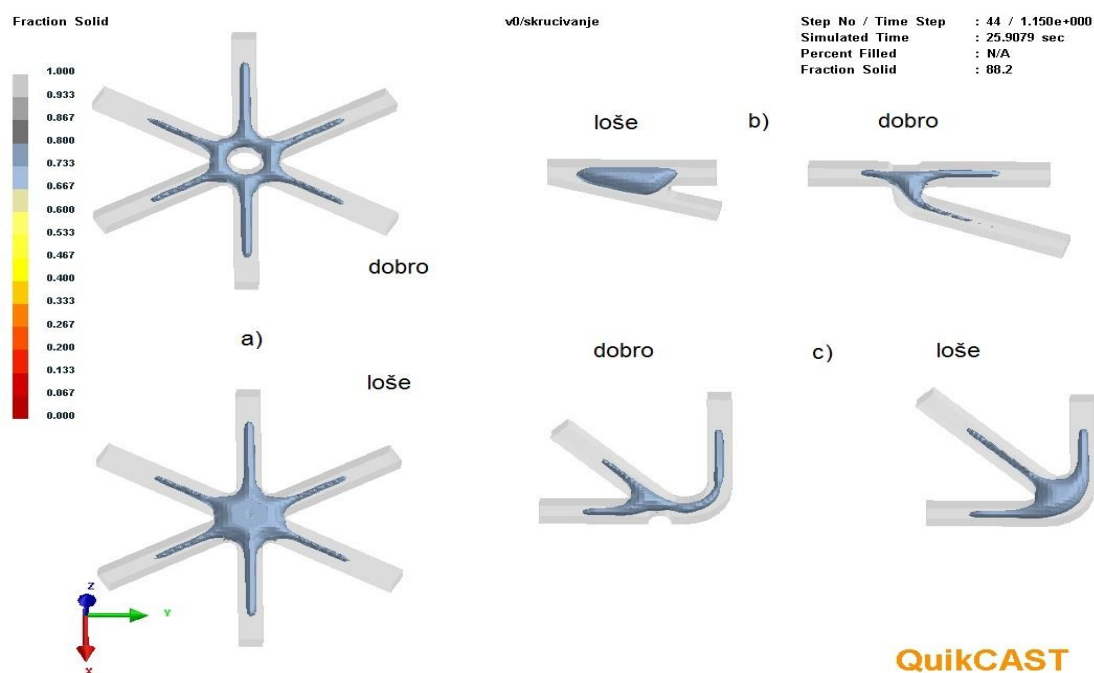 Fraction Solid
1.000
0.933
0.867
0.800
0.733
0.667
0.600
0.533
0.467
0.400
0.333
0.267
0.200
0.133
0.067
0.000
v0/skrucivanje
Step No / Time Step : 44 / 1.150e+000
Simulated Time : 25.9079 sec
Percent Filled : N/A
Fraction Solid : 88.2
dobro
a)
loše
loše b) dobro
dobro c) loše
Z
Y
X
QuikCAST